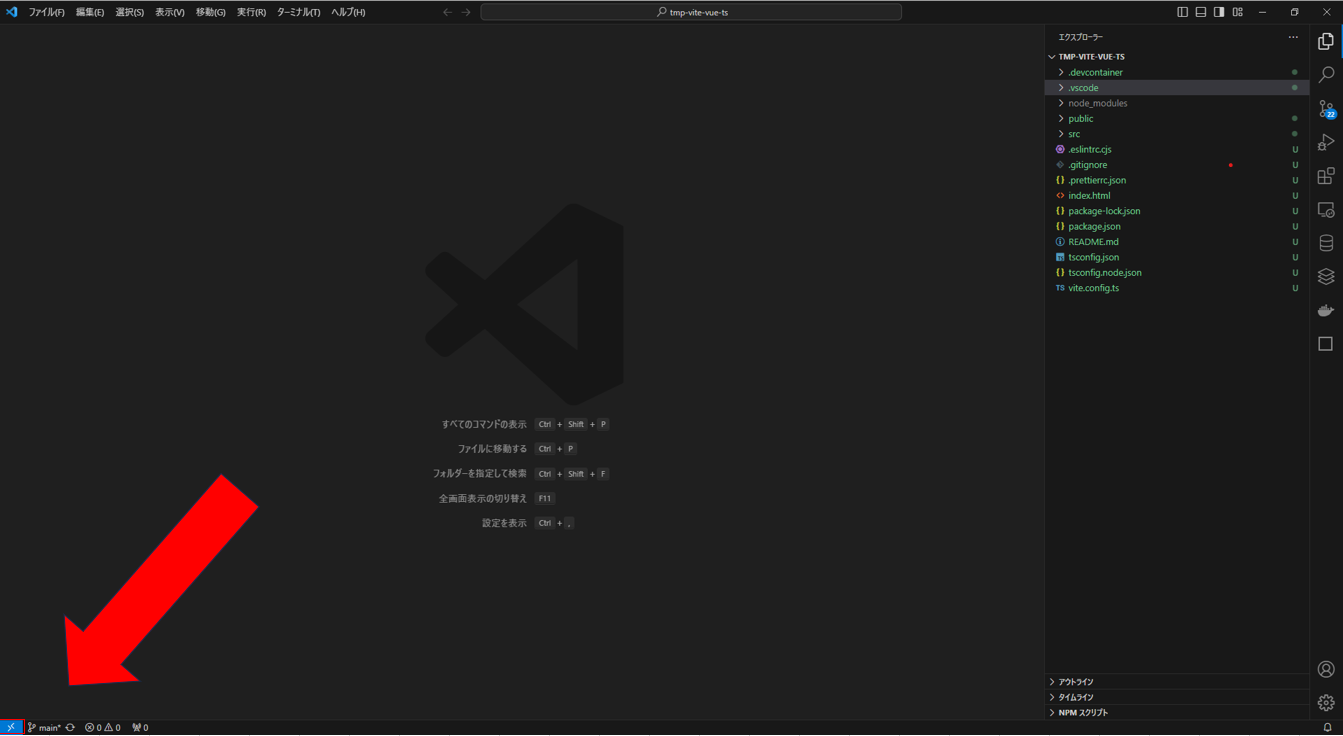 ファイル(F) 編集(E) 選択(S) 表示(V) 移動(G) 実行(R) ターミナル(T) ヘルプ(H) tmp-vite-vue-ts
エクスプローラー
TMP-VITE-VUE-TS
.devcontainer
.vscode
node_modules
public
22
src
.eslintrc.cjs U
.gitignore U
{} .prettierrc.json U
<> index.html U
{} package-lock.json U
{} package.json U
README.md U
TS tsconfig.json U
{} tsconfig.node.json U
TS vite.config.ts U
すべてのコマンドの表示 Ctrl + Shift + P
ファイルに移動する Ctrl + P
フォルダーを指定して検索 Ctrl + Shift + F
全画面表示の切り替え F11
設定を表示 Ctrl + ,
アウトライン
タイムライン
NPM スクリプト
main* 0 0 0